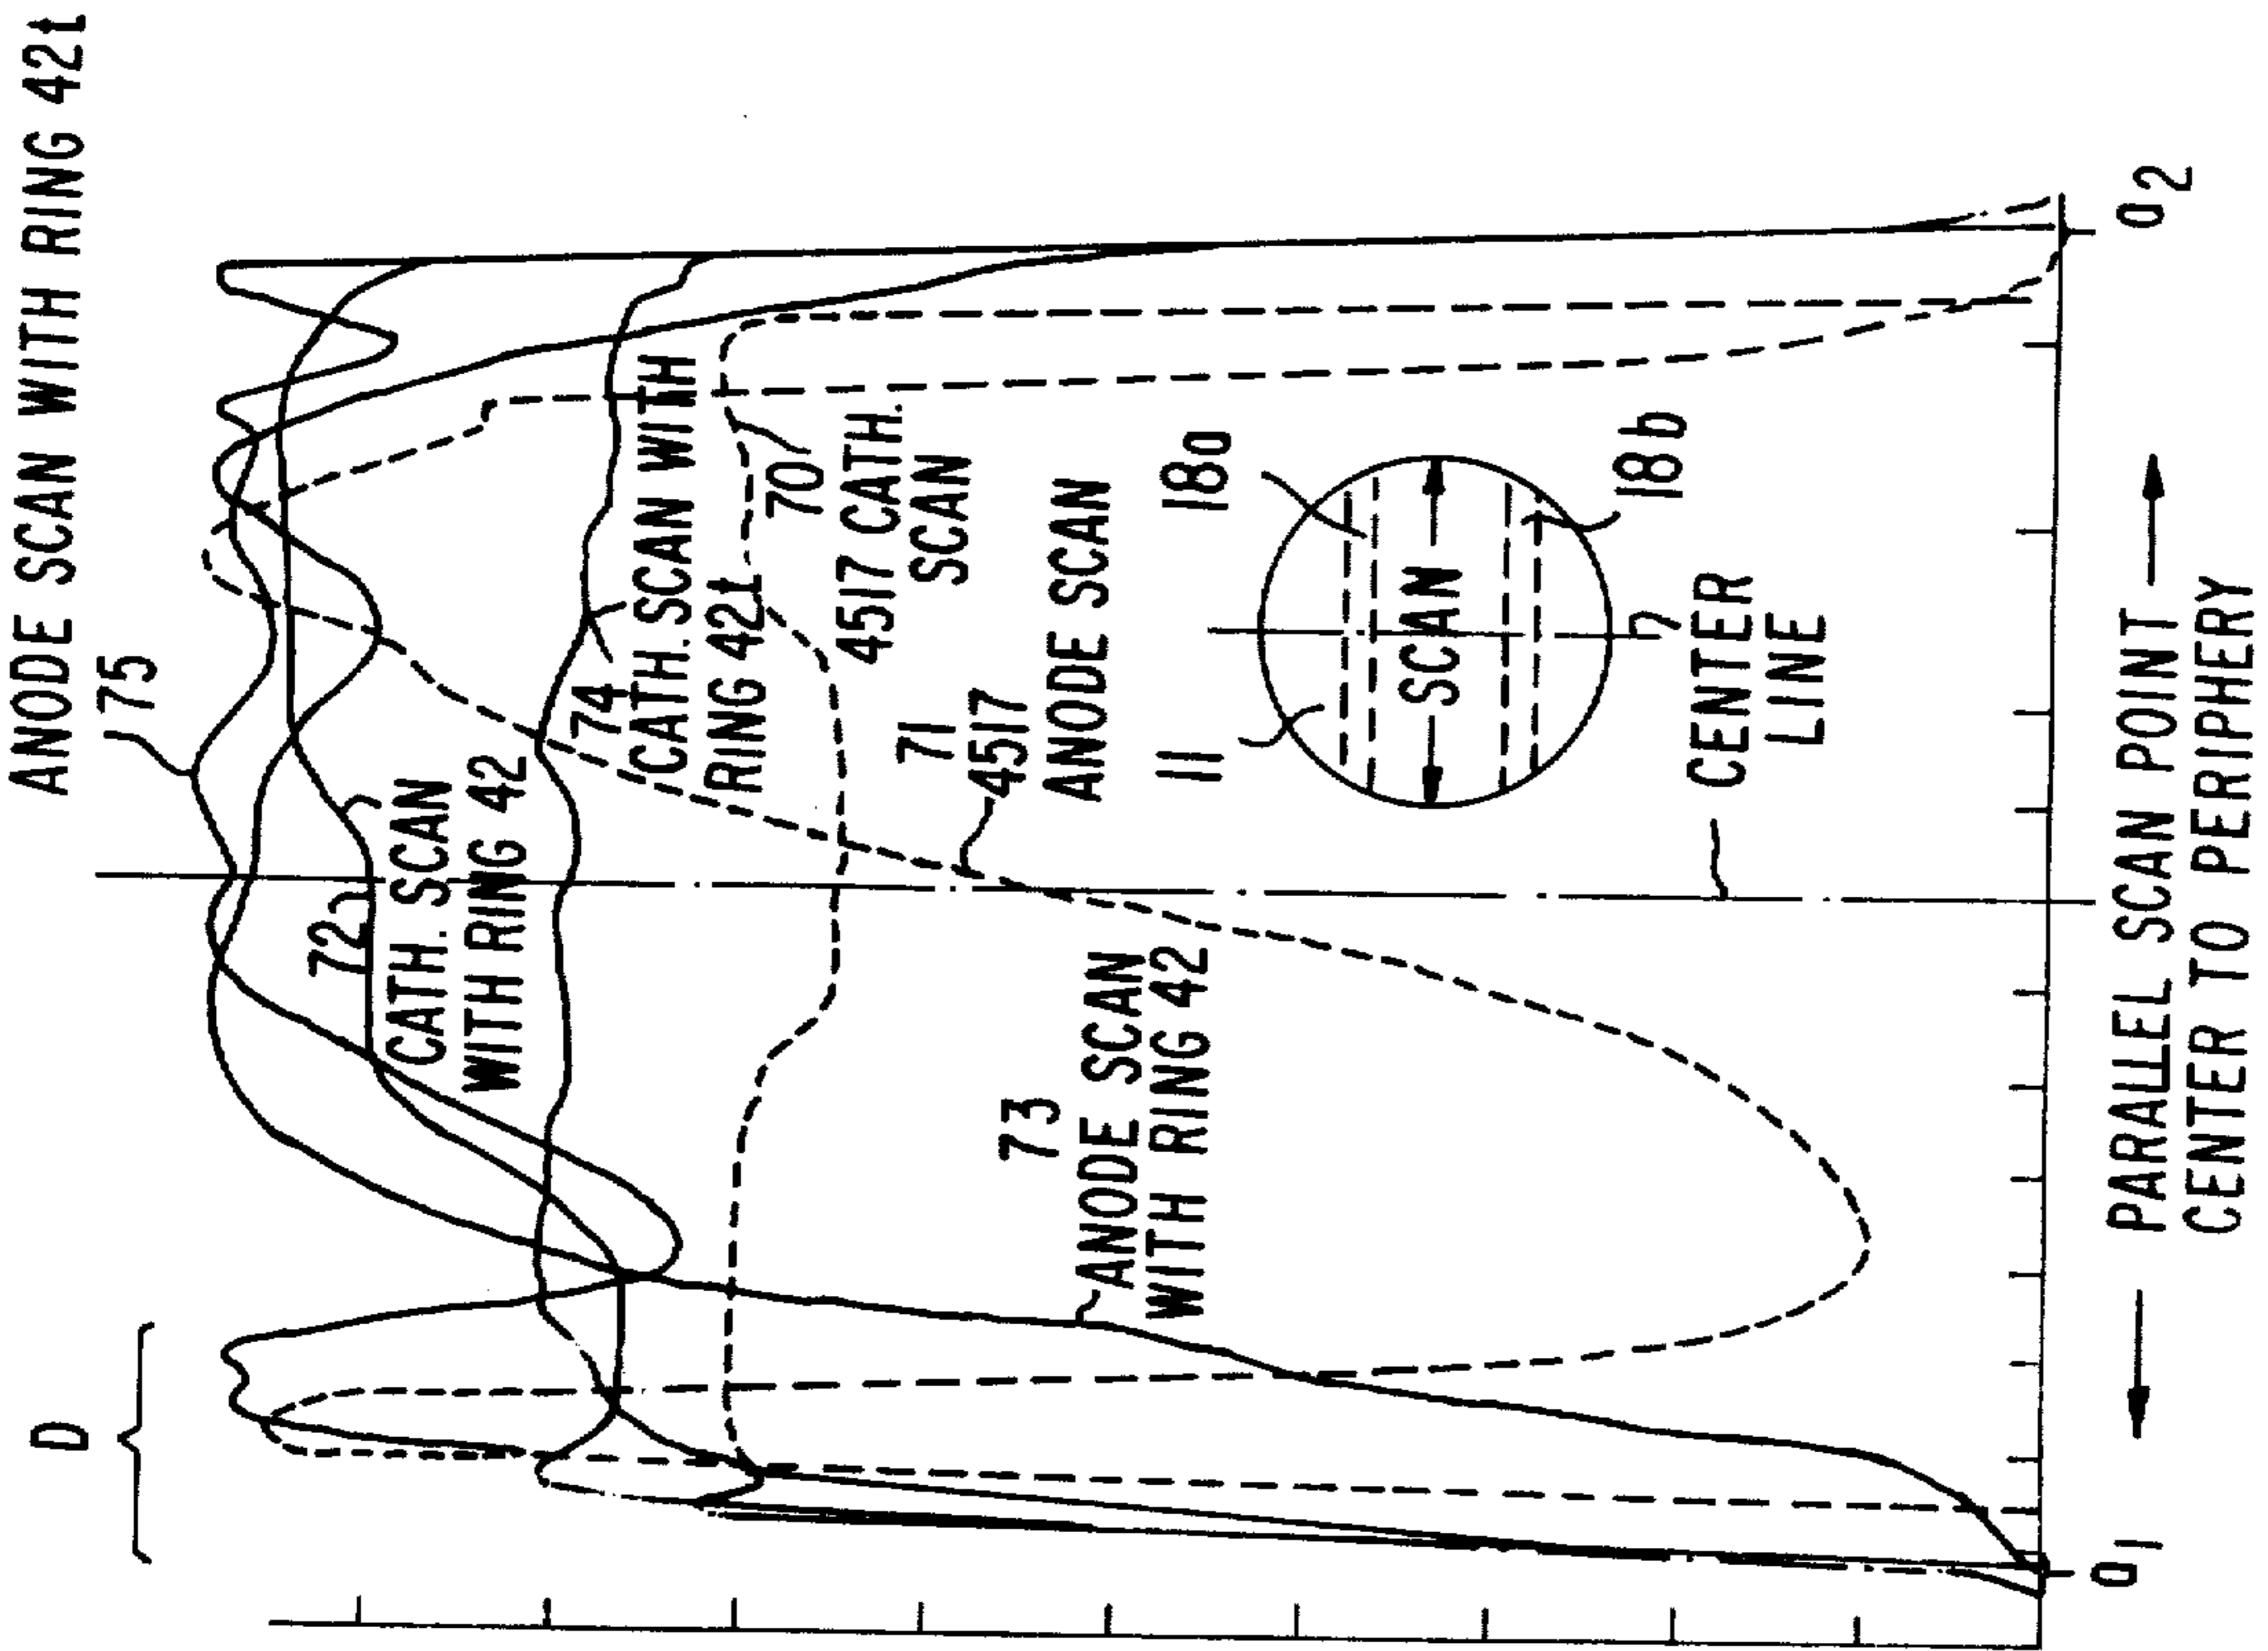 ANODE SCAN WITH RING 42t
75
D
72
CATH. SCAN
WITH RING 42
74
CATH. SCAN WITH
RING 42t
70
4517 CATH.
SCAN
71
4517
ANODE SCAN
73
ANODE SCAN
WITH RING 42
11
18a
SCAN
18b
7
CENTER
LINE
a1
a2
PARALLEL SCAN POINT
CENTER TO PERIPHERY